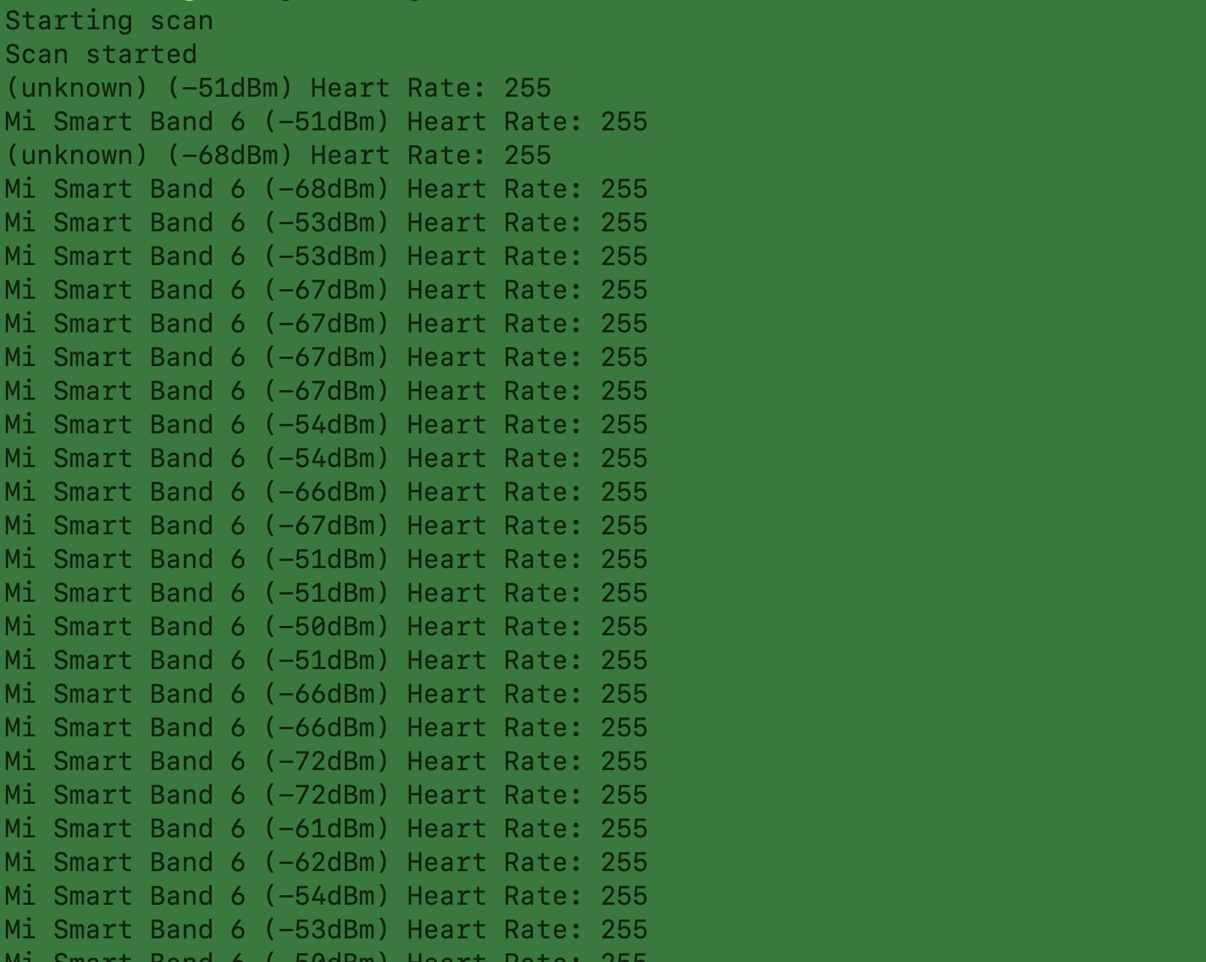 Starting scan
Scan started
(unknown) (-51dBm) Heart Rate: 255
Mi Smart Band 6 (-51dBm) Heart Rate: 255
(unknown) (-68dBm) Heart Rate: 255
Mi Smart Band 6 (-68dBm) Heart Rate: 255
Mi Smart Band 6 (-53dBm) Heart Rate: 255
Mi Smart Band 6 (-53dBm) Heart Rate: 255
Mi Smart Band 6 (-67dBm) Heart Rate: 255
Mi Smart Band 6 (-67dBm) Heart Rate: 255
Mi Smart Band 6 (-67dBm) Heart Rate: 255
Mi Smart Band 6 (-67dBm) Heart Rate: 255
Mi Smart Band 6 (-54dBm) Heart Rate: 255
Mi Smart Band 6 (-54dBm) Heart Rate: 255
Mi Smart Band 6 (-66dBm) Heart Rate: 255
Mi Smart Band 6 (-67dBm) Heart Rate: 255
Mi Smart Band 6 (-51dBm) Heart Rate: 255
Mi Smart Band 6 (-51dBm) Heart Rate: 255
Mi Smart Band 6 (-50dBm) Heart Rate: 255
Mi Smart Band 6 (-51dBm) Heart Rate: 255
Mi Smart Band 6 (-66dBm) Heart Rate: 255
Mi Smart Band 6 (-66dBm) Heart Rate: 255
Mi Smart Band 6 (-72dBm) Heart Rate: 255
Mi Smart Band 6 (-72dBm) Heart Rate: 255
Mi Smart Band 6 (-61dBm) Heart Rate: 255
Mi Smart Band 6 (-62dBm) Heart Rate: 255
Mi Smart Band 6 (-54dBm) Heart Rate: 255
Mi Smart Band 6 (-53dBm) Heart Rate: 255
Mi Smart Band 6 (-50dBm) Heart Rate: 255